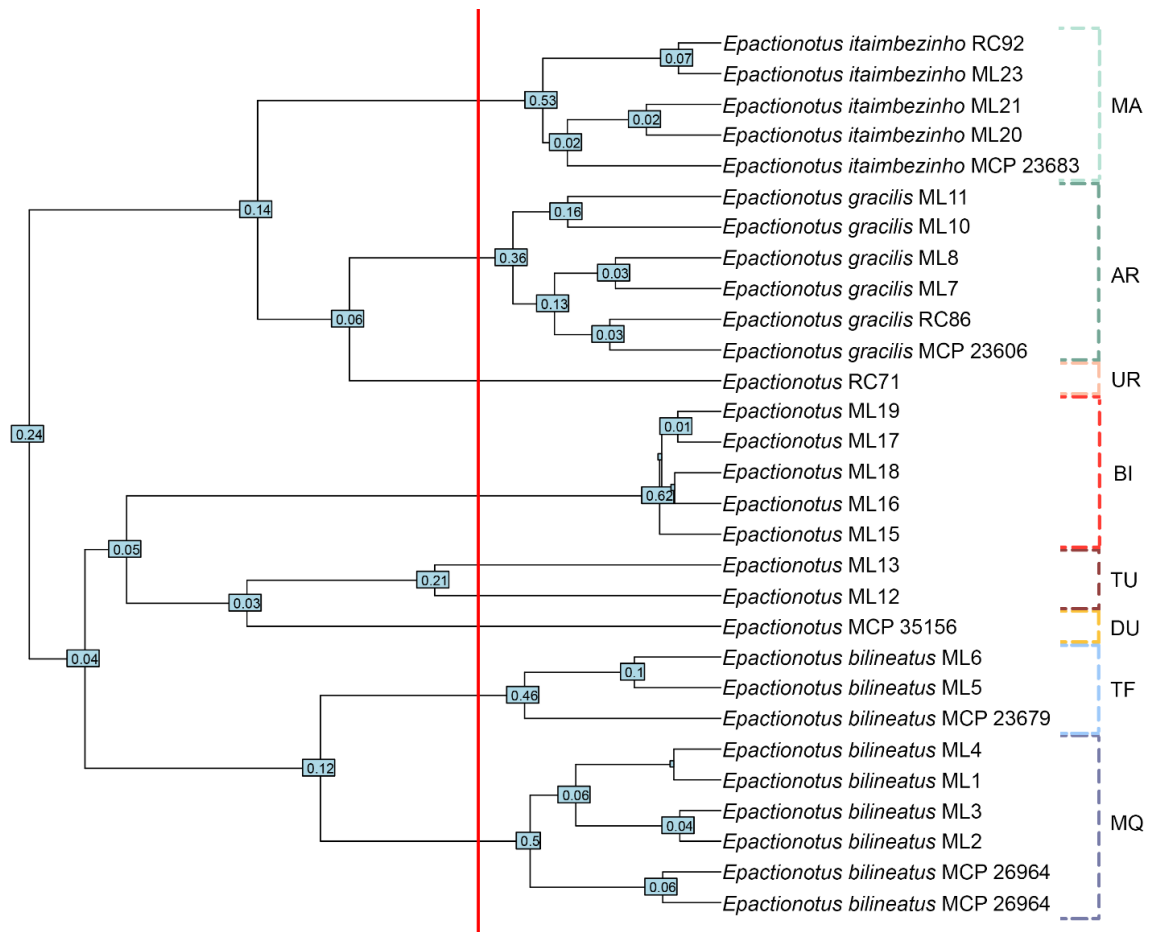 Epactionotus itaimbezinho RC92
0.07
Epactionotus itaimbezinho ML23
0.53
Epactionotus itaimbezinho ML21
MA
0.02
Epactionotus itaimbezinho ML20
0.02
Epactionotus itaimbezinho MCP 23683
Epactionotus gracilis ML11
0.14
0.16
Epactionotus gracilis ML10
0.36
Epactionotus gracilis ML8
0.03
AR
Epactionotus gracilis ML7
0.13
0.06
Epactionotus gracilis RC86
0.03
Epactionotus gracilis MCP 23606
Epactionotus RC71
UR
Epactionotus ML19
0.01
0.24
Epactionotus ML17
Epactionotus ML18
BI
0.62
Epactionotus ML16
Epactionotus ML15
0.05
Epactionotus ML13
0.21
TU
0.03
Epactionotus ML12
Epactionotus MCP 35156
DU
0.04
Epactionotus bilineatus ML6
0.1
0.46
Epactionotus bilineatus ML5
TF
Epactionotus bilineatus MCP 23679
Epactionotus bilineatus ML4
0.12
Epactionotus bilineatus ML1
0.06
Epactionotus bilineatus ML3
0.04
MQ
0.5
Epactionotus bilineatus ML2
Epactionotus bilineatus MCP 26964
0.06
Epactionotus bilineatus MCP 26964